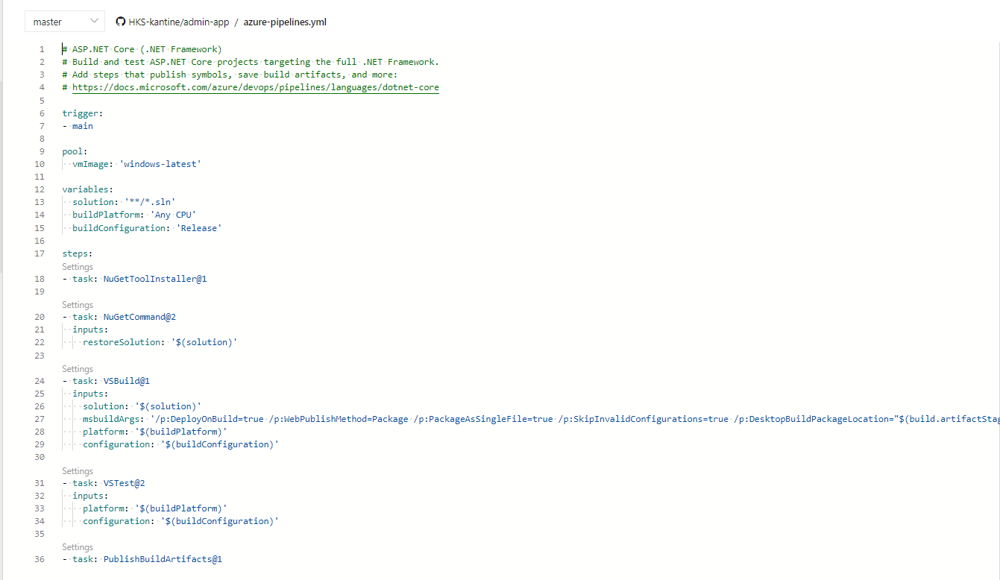 master HKS-kantine/admin-app / azure-pipelines.yml
1 # ASP.NET Core (.NET Framework)
2 # Build and test ASP.NET Core projects targeting the full .NET Framework.
3 # Add steps that publish symbols, save build artifacts, and more:
4 # https://docs.microsoft.com/azure/devops/pipelines/languages/dotnet-core
5
6 trigger:
7 - main
8
9 pool:
10   vmImage: 'windows-latest'
11
12 variables:
13   solution: '**/*.sln'
14   buildPlatform: 'Any CPU'
15   buildConfiguration: 'Release'
16
17 steps:
Settings
18 - task: NuGetToolInstaller@1
19
Settings
20 - task: NuGetCommand@2
21   inputs:
22     restoreSolution: '$(solution)'
23
Settings
24 - task: VSBuild@1
25   inputs:
26     solution: '$(solution)'
27     msbuildArgs: '/p:DeployOnBuild=true /p:WebPublishMethod=Package /p:PackageAsSingleFile=true /p:SkipInvalidConfigurations=true /p:DesktopBuildPackageLocation="$(build.artifactStag
28     platform: '$(buildPlatform)'
29     configuration: '$(buildConfiguration)'
30
Settings
31 - task: VSTest@2
32   inputs:
33     platform: '$(buildPlatform)'
34     configuration: '$(buildConfiguration)'
35
Settings
36 - task: PublishBuildArtifacts@1